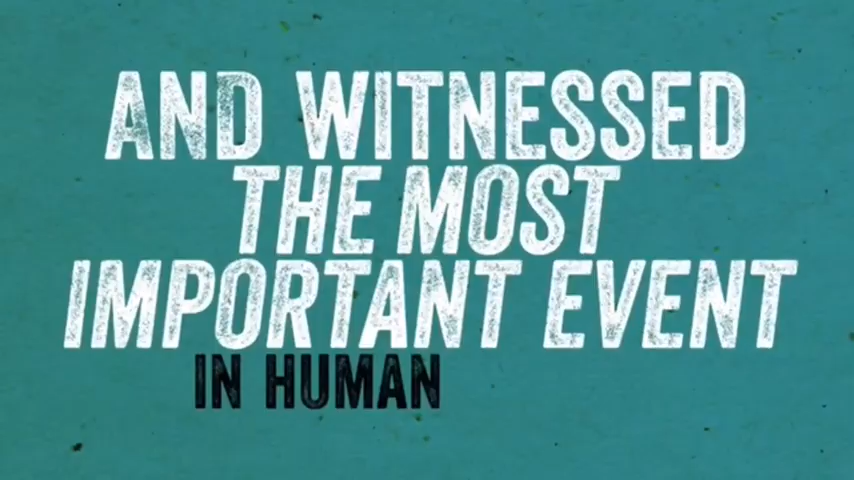 AND WITNESSED
THE MOST
IMPORTANT EVENT
IN HUMAN